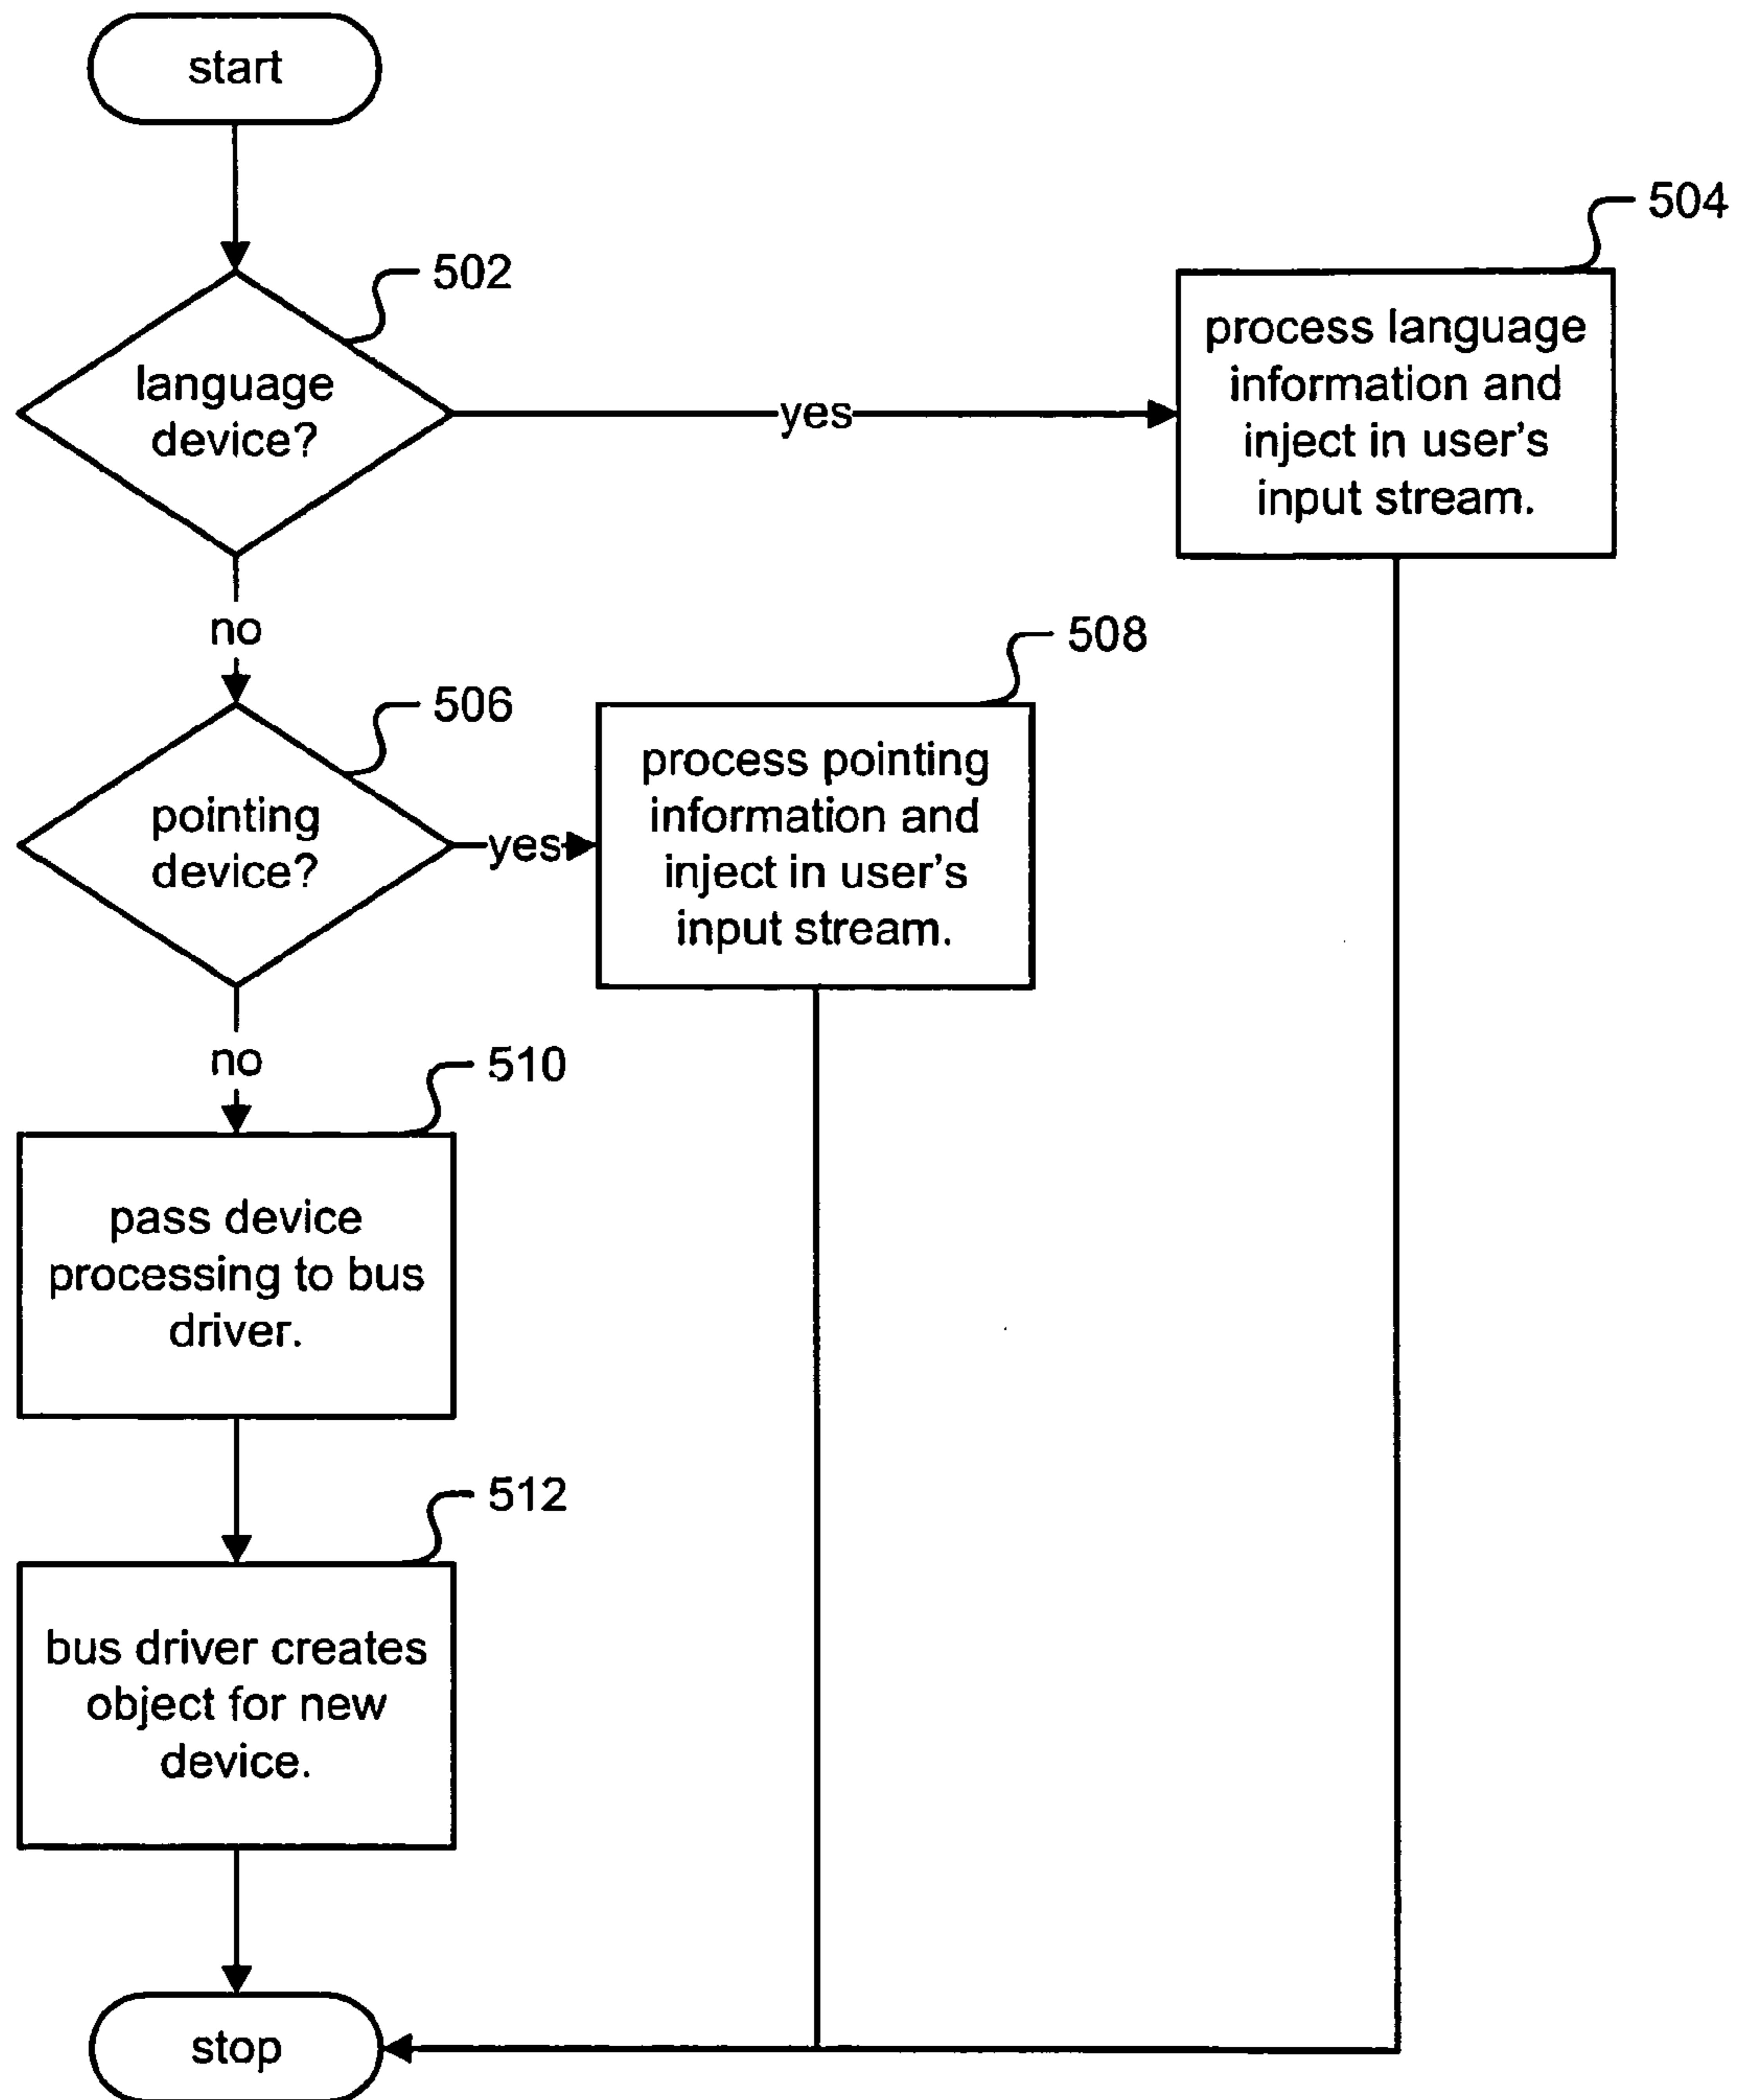 start
502
language
device?
yes
504
process language
information and
inject in user's
input stream.
no
506
pointing
device?
yes
508
process pointing
information and
inject in user's
input stream.
no
510
pass device
processing to bus
driver.
512
bus driver creates
object for new
device.
stop